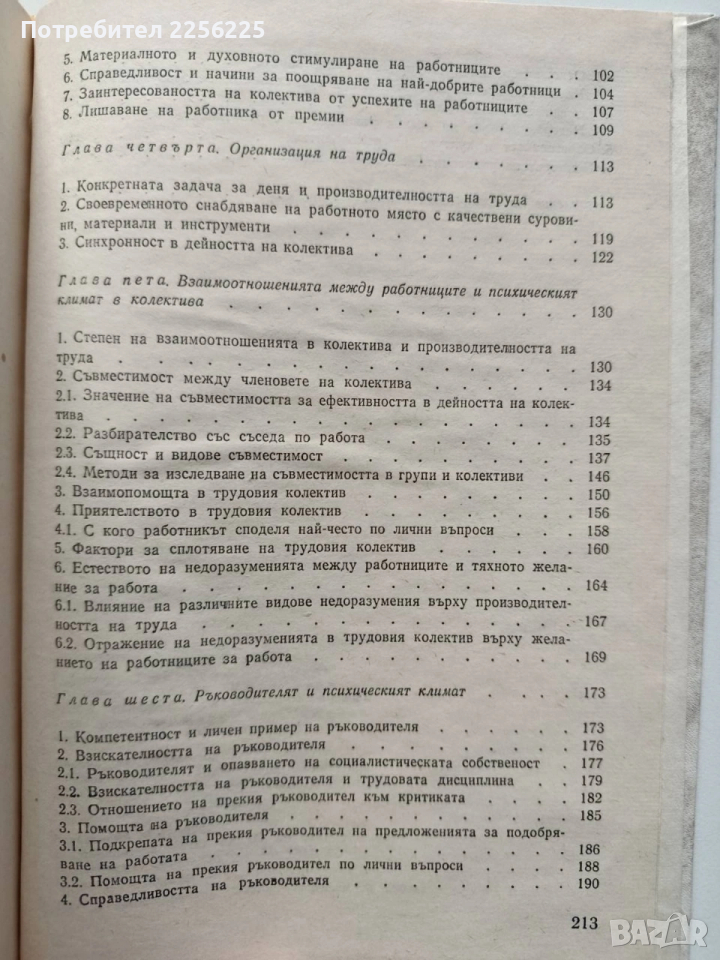 Потребител 2256225
5. Материалното и духовното стимулиране на работниците . . . 102
6. Справедливост и начини за поощряване на най-добрите работници . 104
7. Заинтересоваността на колектива от успехите на работниците . . 107
8. Лишаване на работника от премии . . . . . . . 109
Глава четвърта. Организация на труда . . . . . . 113
1. Конкретната задача за деня и производителността на труда . . 113
2. Своевременното снабдяване на работното място с качествени сурови-
ни, материали и инструменти . . . . . . . . 119
3. Синхронност в дейността на колектива . . . . . . 122
Глава пета. Взаимоотношенията между работниците и психическият
климат в колектива . . . . . . . . . . 130
1. Степен на взаимоотношенията в колектива и производителността на
труда . . . . . . . . . . . . 130
2. Съвместимост между членовете на колектива . . . . . 134
2.1. Значение на съвместимостта за ефективността в дейността на колек-
тива . . . . . . . . . . . . 134
2.2. Разбирателство със съседа по работа . . . . . . 135
2.3. Същност и видове съвместимост . . . . . . . 137
2.4. Методи за изследване на съвместимостта в групи и колективи . . 146
3. Взаимопомощта в трудовия колектив . . . . . . 150
4. Приятелството в трудовия колектив . . . . . . 156
4.1. С кого работникът споделя най-често по лични въпроси . . . 158
5. Фактори за сплотяване на трудовия колектив . . . . 160
6. Естеството на недоразуменията между работниците и тяхното жела-
ние за работа . . . . . . . . . . 164
6.1. Влияние на различните видове недоразумения върху производител-
ността на труда . . . . . . . . . . 167
6.2. Отражение на недоразуменията в трудовия колектив върху жела-
нието на работниците за работа . . . . . . . 169
Глава шеста. Ръководителят и психическият климат . . . 173
1. Компетентност и личен пример на ръководителя . . . . 173
2. Взискателността на ръководителя . . . . . . . 176
2.1. Ръководителят и опазването на социалистическата собственост . 177
2.2. Взискателността на ръководителя и трудовата дисциплина . . 179
2.3. Отношението на прекия ръководител към критиката . . . 182
3. Помощта на ръководителя . . . . . . . . 185
3.1. Подкрепата на прекия ръководител на предложенията за подобря-
ване на работата . . . . . . . . . . 186
3.2. Помощта на прекия ръководител по лични въпроси . . . 188
4. Справедливостта на ръководителя . . . . . . . 190
213
BAZAR